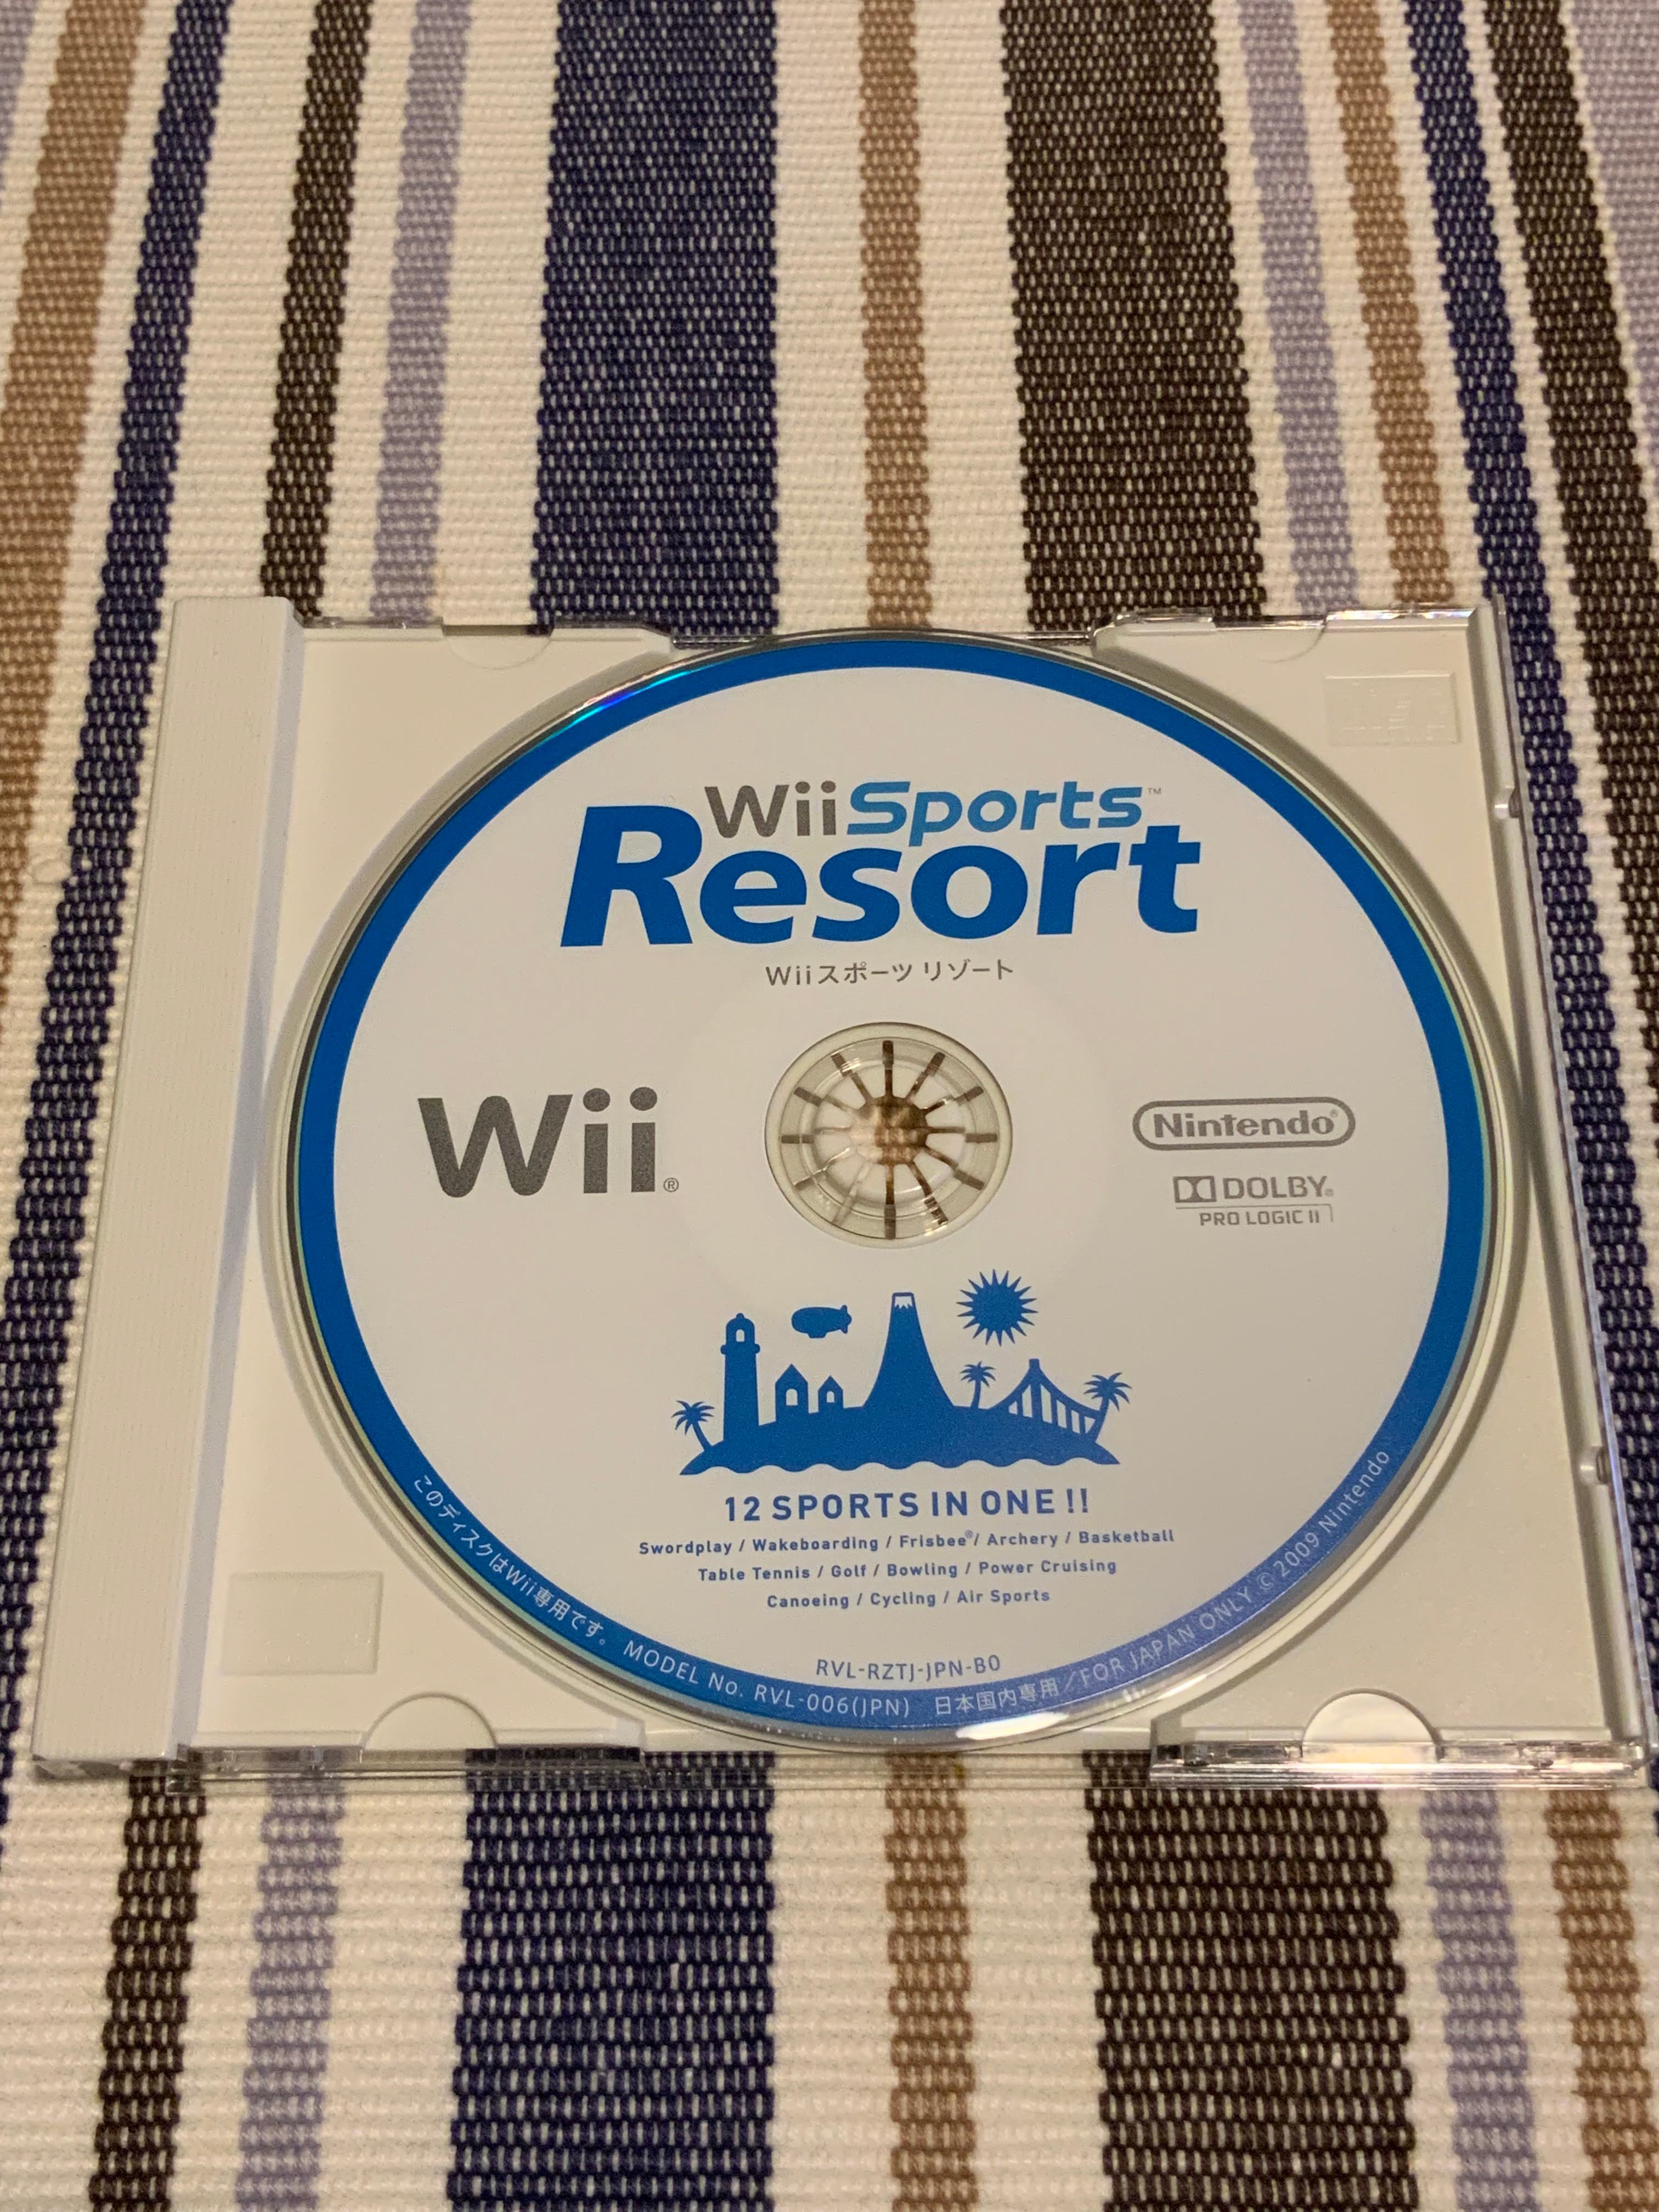 Wii Sports™
Resort
Wiiスポーツ リゾート
Wii®
Nintendo®
DOLBY®
PRO LOGIC II
12 SPORTS IN ONE !!
Swordplay / Wakeboarding / Frisbee® / Archery / Basketball
Table Tennis / Golf / Bowling / Power Cruising
Canoeing / Cycling / Air Sports
RVL-RZTJ-JPN-B0
このディスクはWii専用です。 MODEL No. RVL-006(JPN) 日本国内専用/FOR JAPAN ONLY © 2009 Nintendo